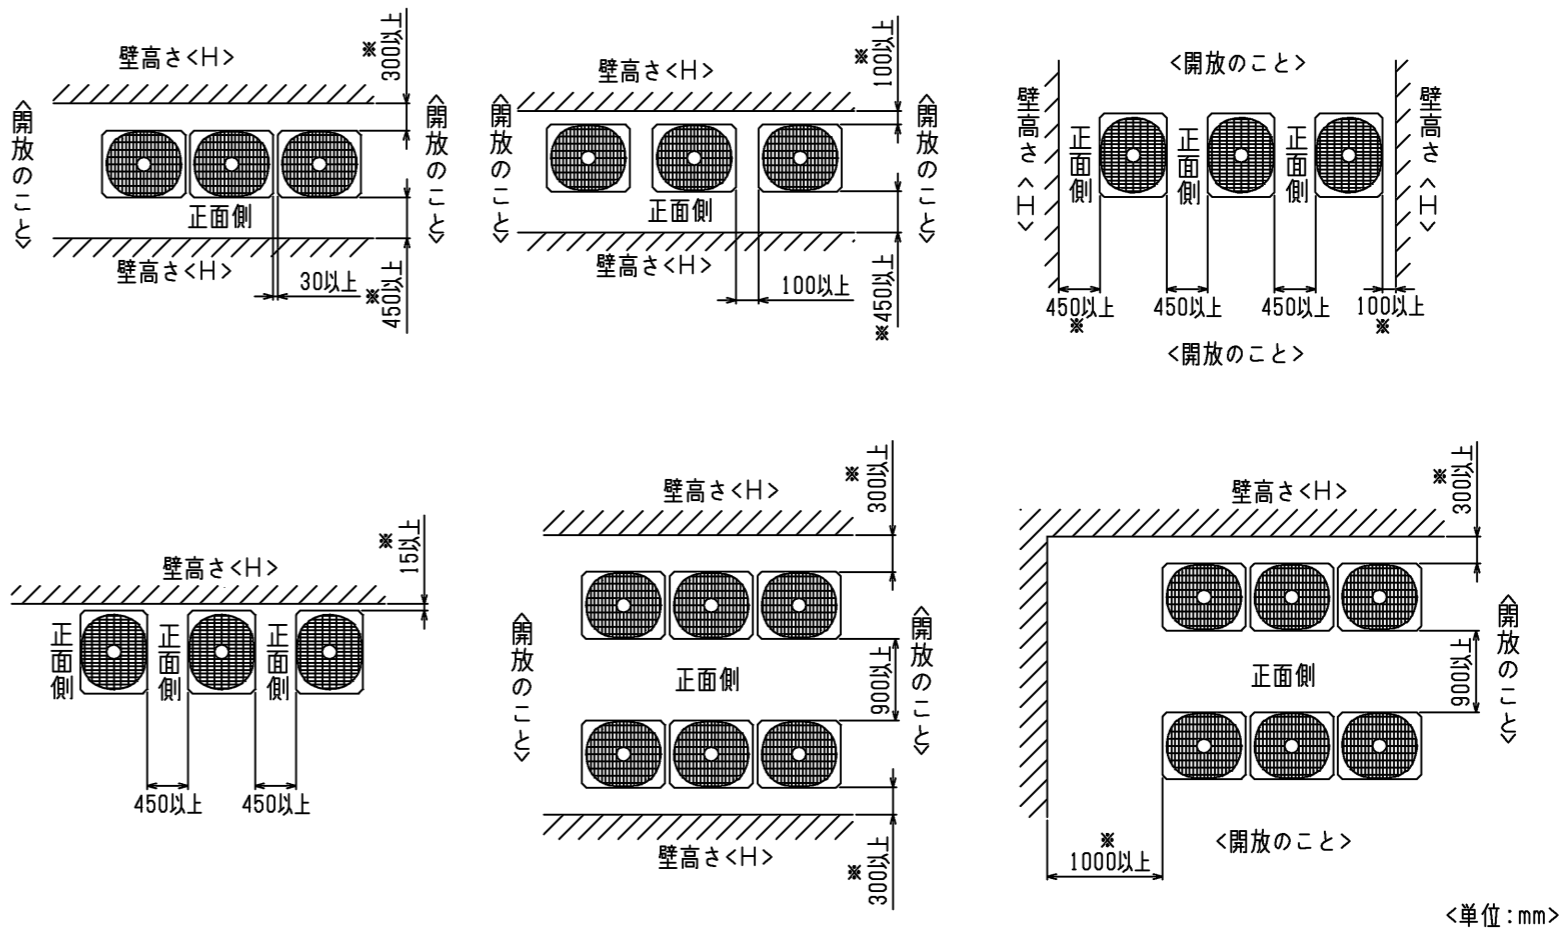 壁高さ<H>
※
300以上
<開放のこと>
<開放のこと>
正面側
壁高さ<H>
30以上
※
450以上
壁高さ<H>
※
100以上
<開放のこと>
<開放のこと>
正面側
壁高さ<H>
100以上
※450以上
<開放のこと>
壁高さ<H>
正面側
正面側
正面側
壁高さ<H>
450以上
※
450以上
450以上
100以上
※
<開放のこと>
壁高さ<H>
※
15以上
正面側
正面側
正面側
450以上
450以上
壁高さ<H>
※
300以上
<開放のこと>
正面側
900以上
<開放のこと>
壁高さ<H>
※
300以上
壁高さ<H>
※
300以上
正面側
900以上
<開放のこと>
※
1000以上
<開放のこと>
<単位:mm>